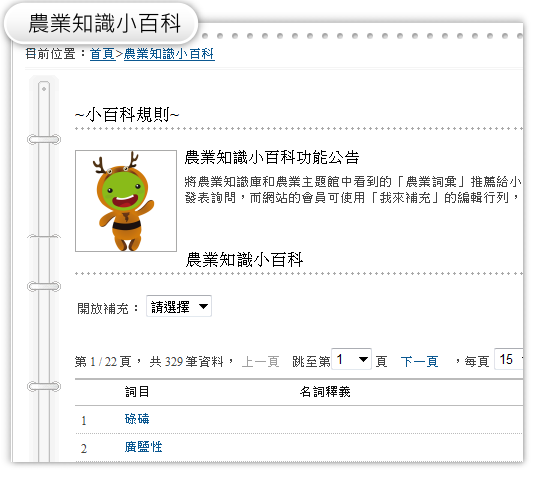 農業知識小百科
目前位置：首頁>農業知識小百科
~小百科規則~
農業知識小百科功能公告
將農業知識庫和農業主題館中看到的「農業詞彙」推薦給小
發表詢問，而網站的會員可使用「我來補充」的編輯行列，
農業知識小百科
開放補充： 請選擇
第 1 / 22 頁， 共 329 筆資料， 上一頁 跳至第 1 頁 下一頁 ，每頁 15
詞目 名詞釋義
1 碌碡
2 廣鹽性